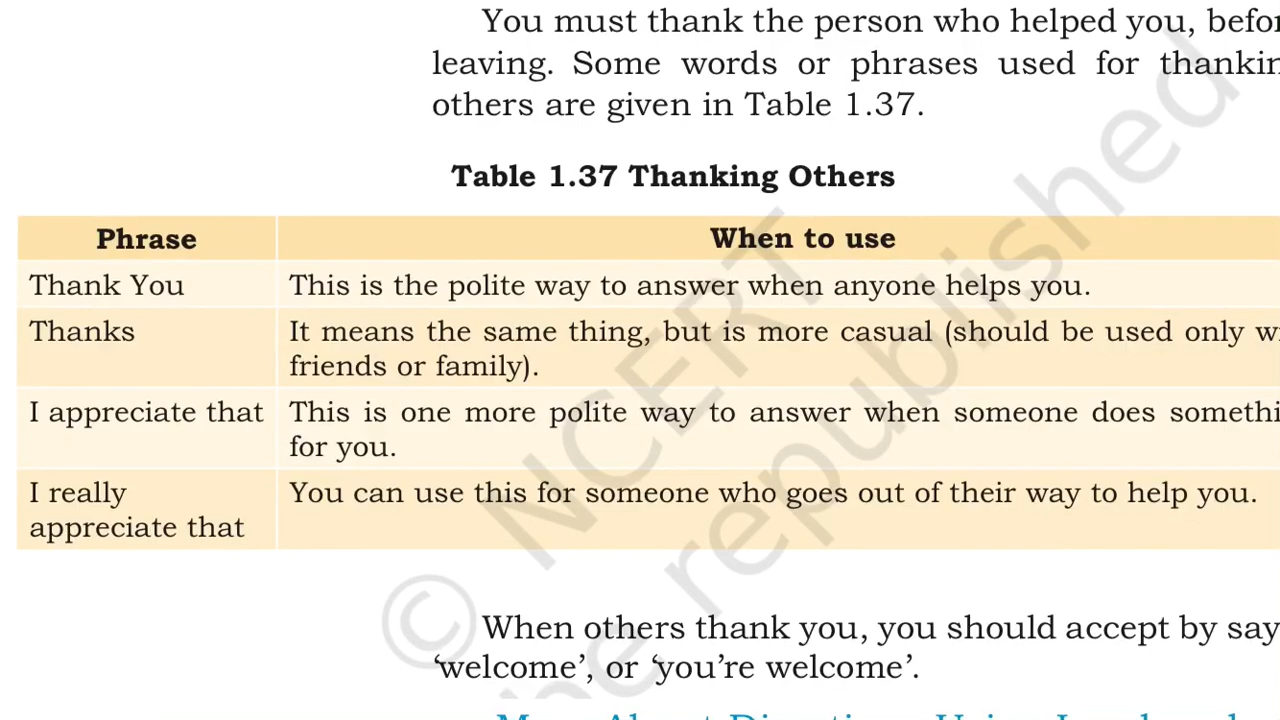 You must thank the person who helped you,
leaving. Some words or phrases used for
others are given in Table 1.37.
Table 1.37 Thanking Others
Phrase
When to use
Thank You
This is the polite way to answer when anyone helps you.
Thanks
It means the same thing, but is more casual (should be used only
friends or family).
I appreciate that
This is one more polite way to answer when someone does
for you.
I really
appreciate that
You can use this for someone who goes out of their way to help you.
When others thank you, you should accept by
‘welcome’, or ‘you’re welcome’.
© NCERT
be republished